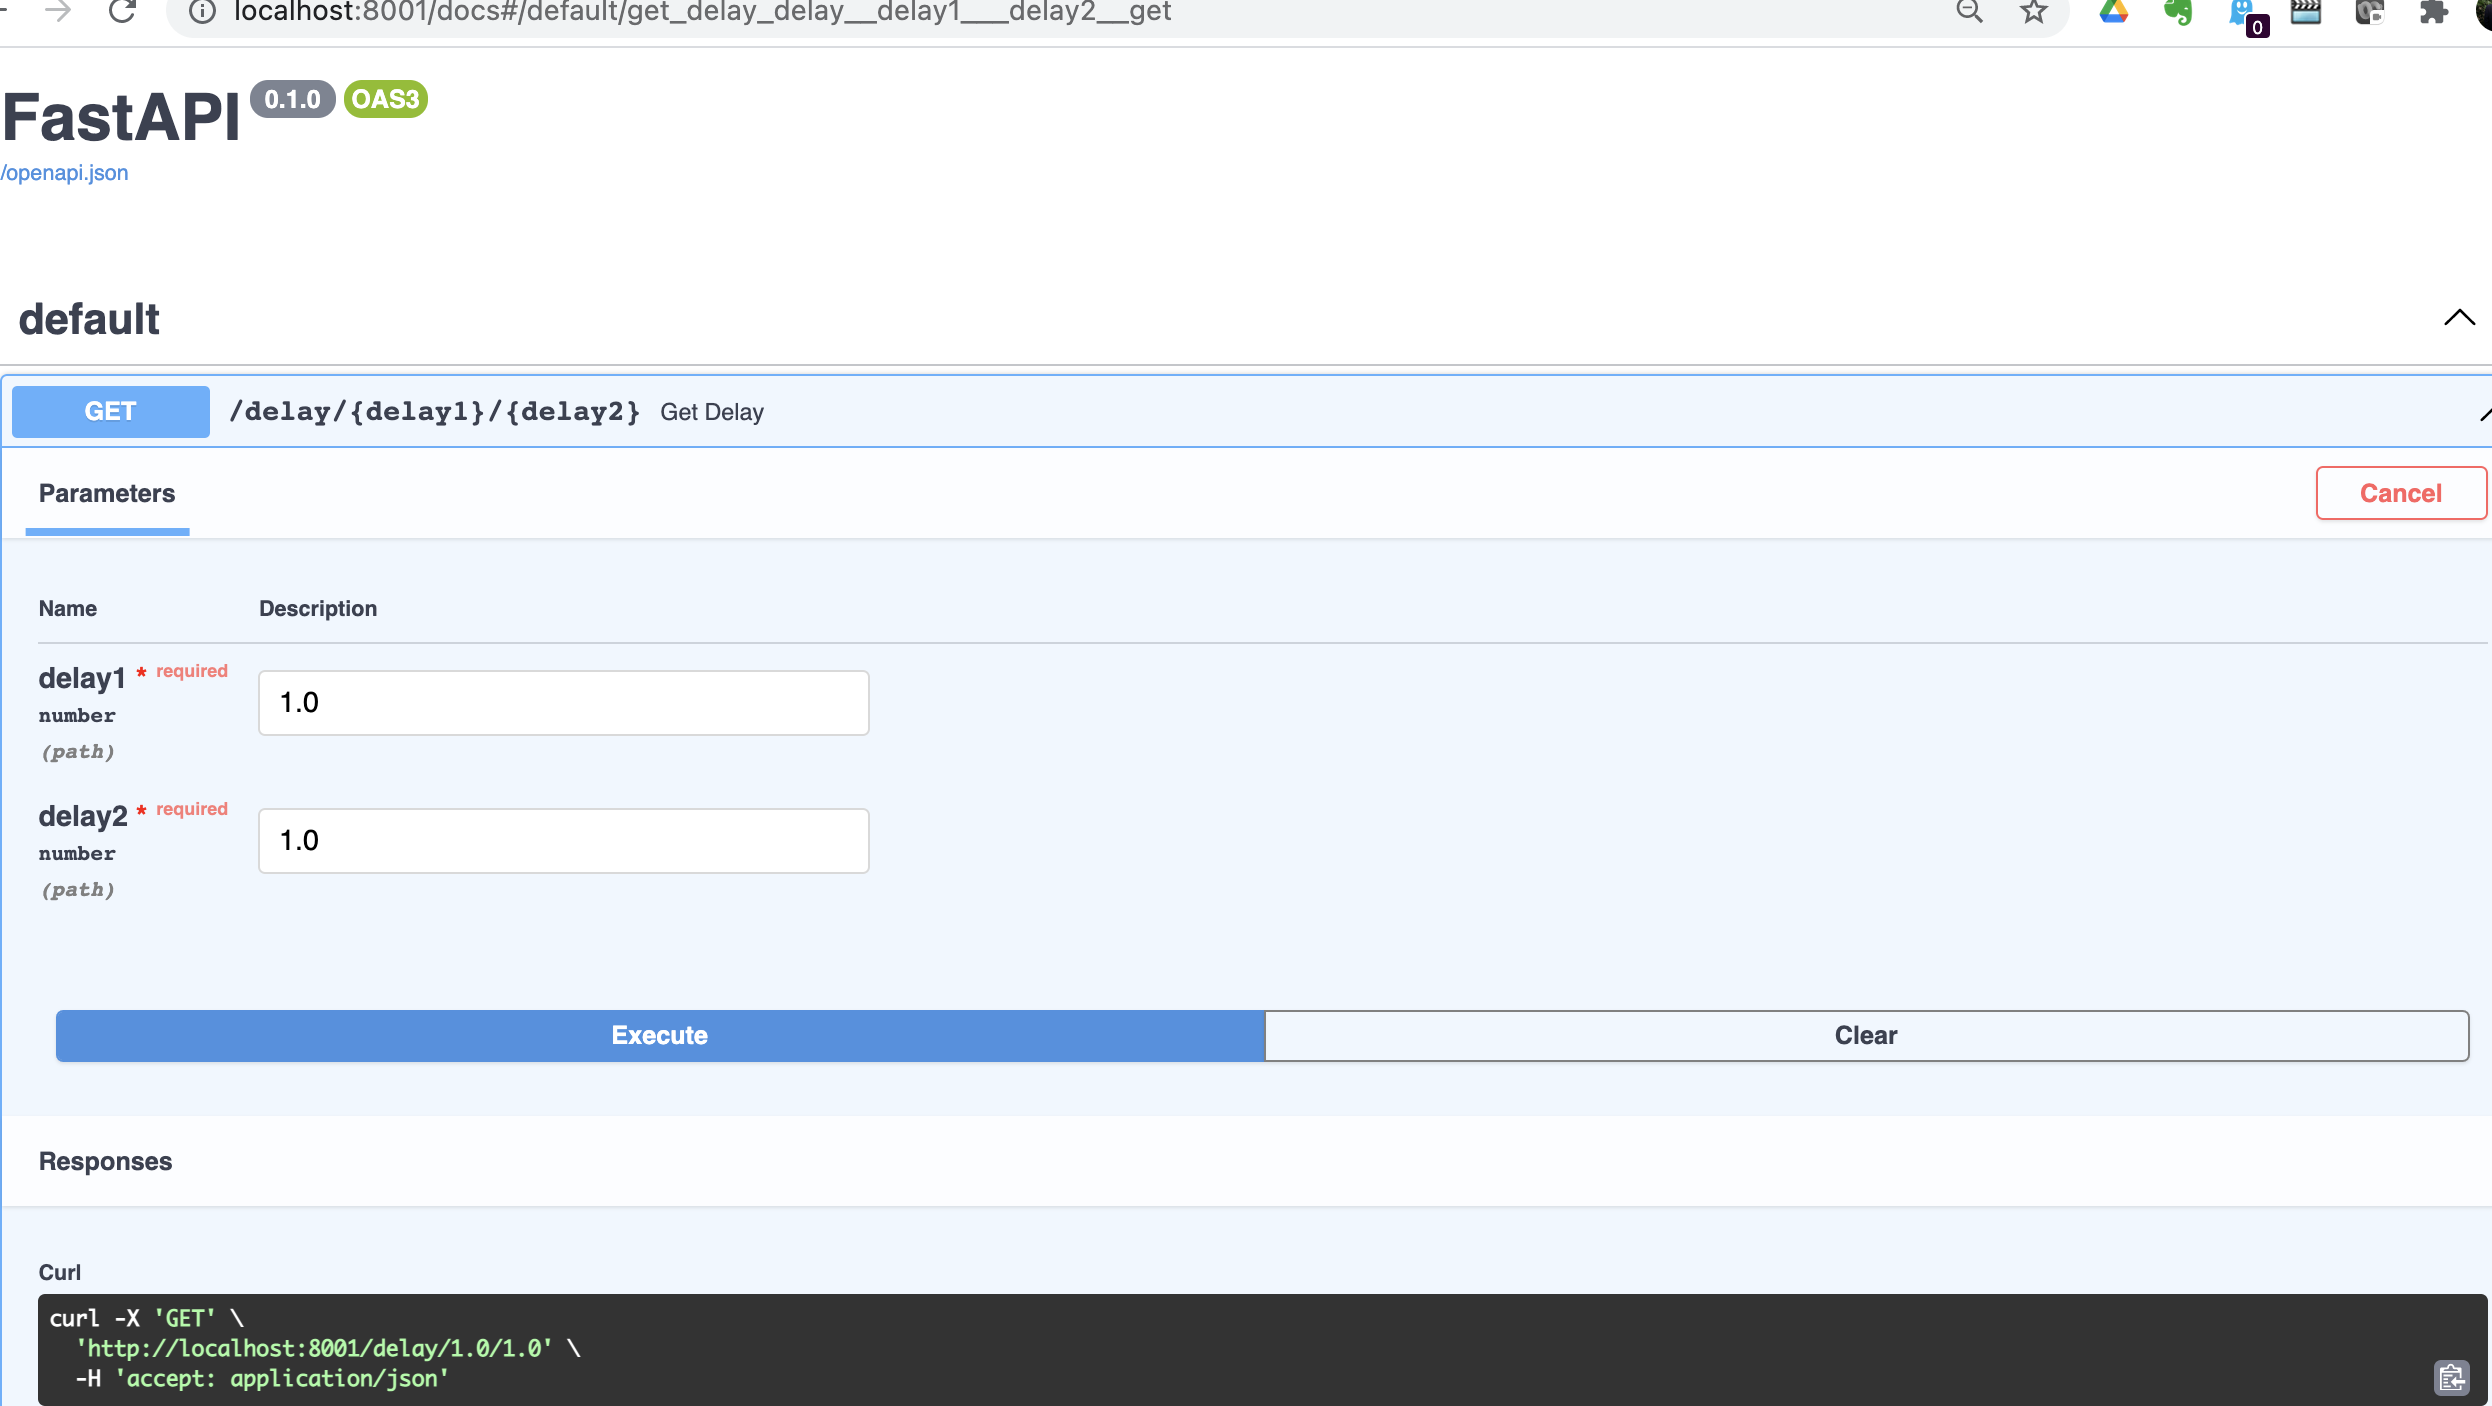 localhost:8001/docs#/default/get_delay_delay__delay1____delay2__get
0
FastAPI 0.1.0 OAS3
/openapi.json
default
GET /delay/{delay1}/{delay2} Get Delay
Parameters
Cancel
Name Description
delay1 * required
number
(path)
1.0
delay2 * required
number
(path)
1.0
Execute
Clear
Responses
Curl
curl -X 'GET' \
'http://localhost:8001/delay/1.0/1.0' \
-H 'accept: application/json'